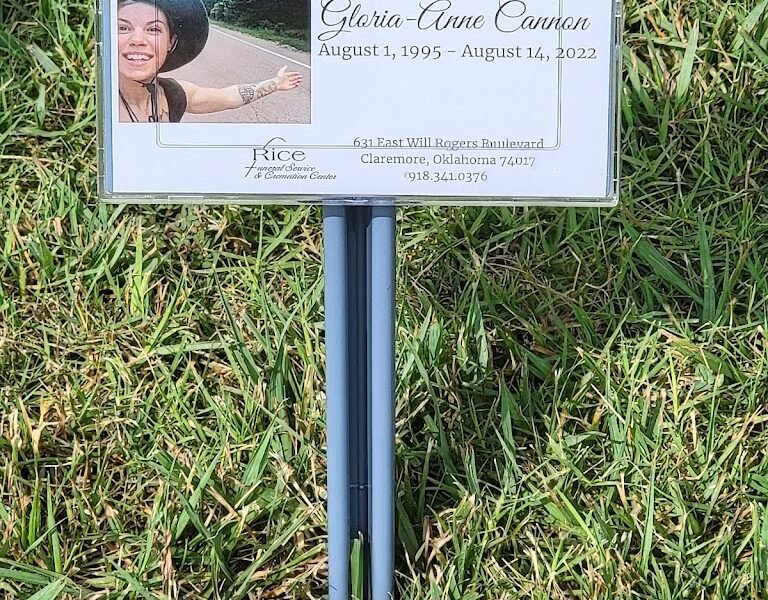 Gloria-Anne Cannon
August 1, 1995 - August 14, 2022
Rice
Funeral Service
& Cremation Center
631 East Will Rogers Boulevard
Claremore, Oklahoma 74017
918.341.0376